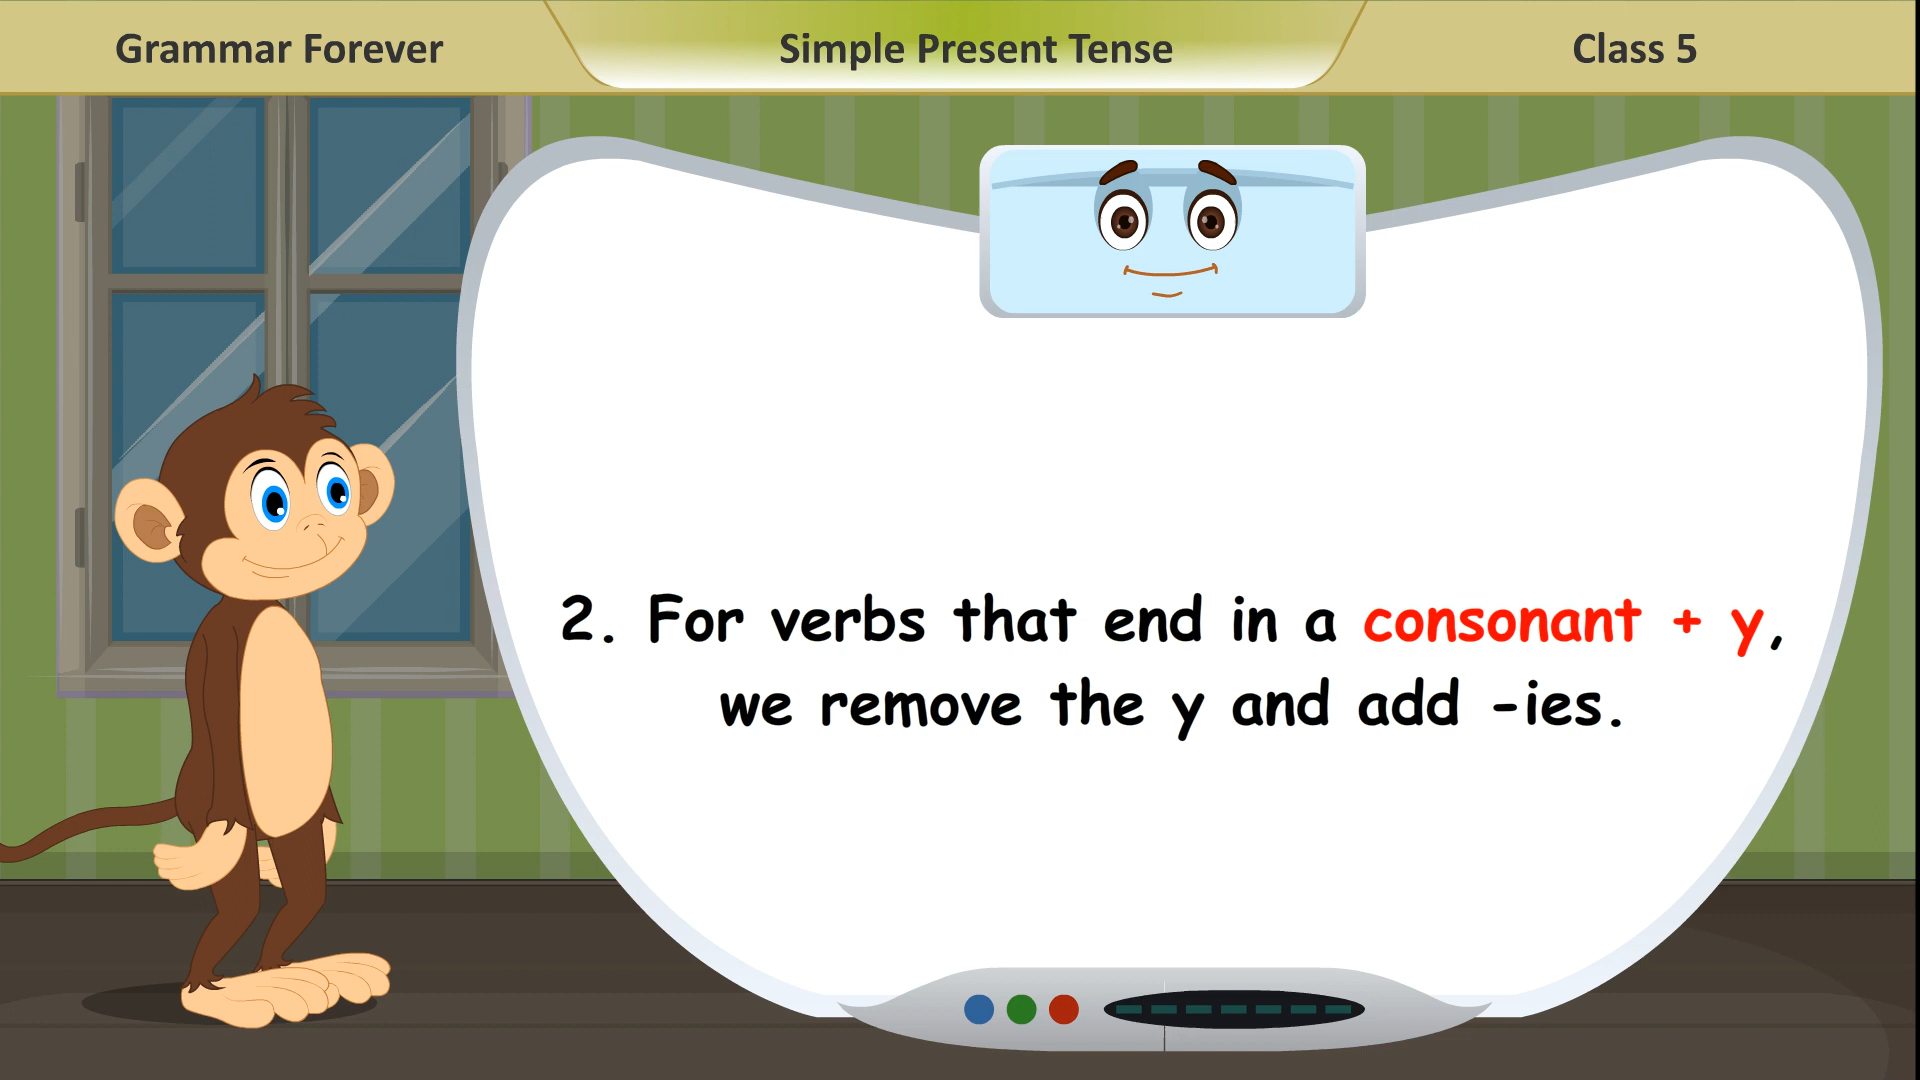 Grammar Forever
Simple Present Tense
Class 5
2. For verbs that end in a consonant + y,
we remove the y and add -ies.